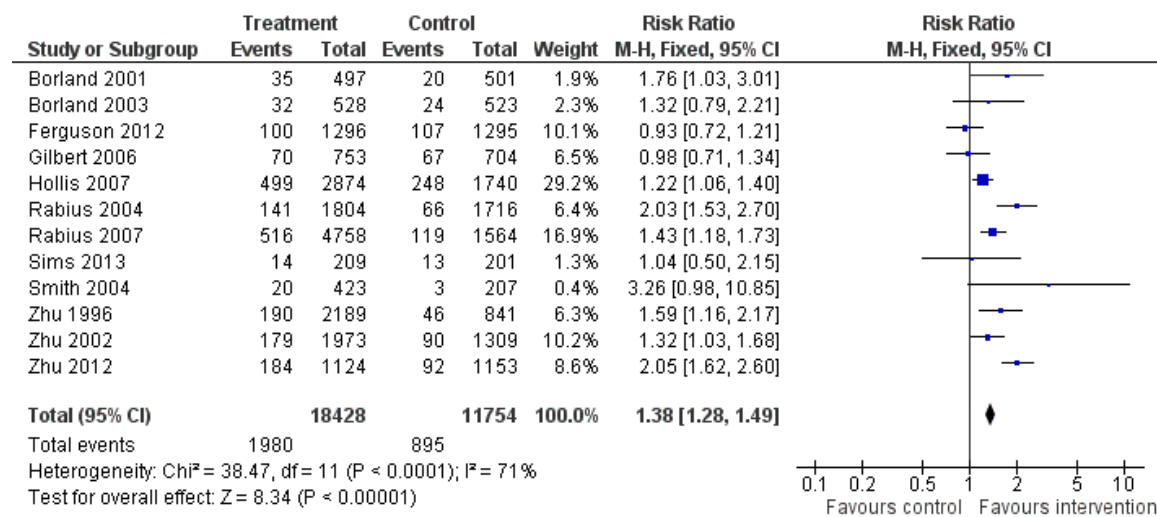 Treatment Control Risk Ratio Risk Ratio
Study or Subgroup Events Total Events Total Weight M-H, Fixed, 95% CI M-H, Fixed, 95% CI
Borland 2001 35 497 20 501 1.9% 1.76 [1.03, 3.01]
Borland 2003 32 528 24 523 2.3% 1.32 [0.79, 2.21]
Ferguson 2012 100 1296 107 1295 10.1% 0.93 [0.72, 1.21]
Gilbert 2006 70 753 67 704 6.5% 0.98 [0.71, 1.34]
Hollis 2007 499 2874 248 1740 29.2% 1.22 [1.06, 1.40]
Rabius 2004 141 1804 66 1716 6.4% 2.03 [1.53, 2.70]
Rabius 2007 516 4758 119 1564 16.9% 1.43 [1.18, 1.73]
Sims 2013 14 209 13 201 1.3% 1.04 [0.50, 2.15]
Smith 2004 20 423 3 207 0.4% 3.26 [0.98, 10.85]
Zhu 1996 190 2189 46 841 6.3% 1.59 [1.16, 2.17]
Zhu 2002 179 1973 90 1309 10.2% 1.32 [1.03, 1.68]
Zhu 2012 184 1124 92 1153 8.6% 2.05 [1.62, 2.60]
Total (95% CI) 18428 11754 100.0% 1.38 [1.28, 1.49]
Total events 1980 895
Heterogeneity: Chi² = 38.47, df = 11 (P < 0.0001); I² = 71%
Test for overall effect: Z = 8.34 (P < 0.00001)
0.1 0.2 0.5 1 2 5 10
Favours control Favours intervention